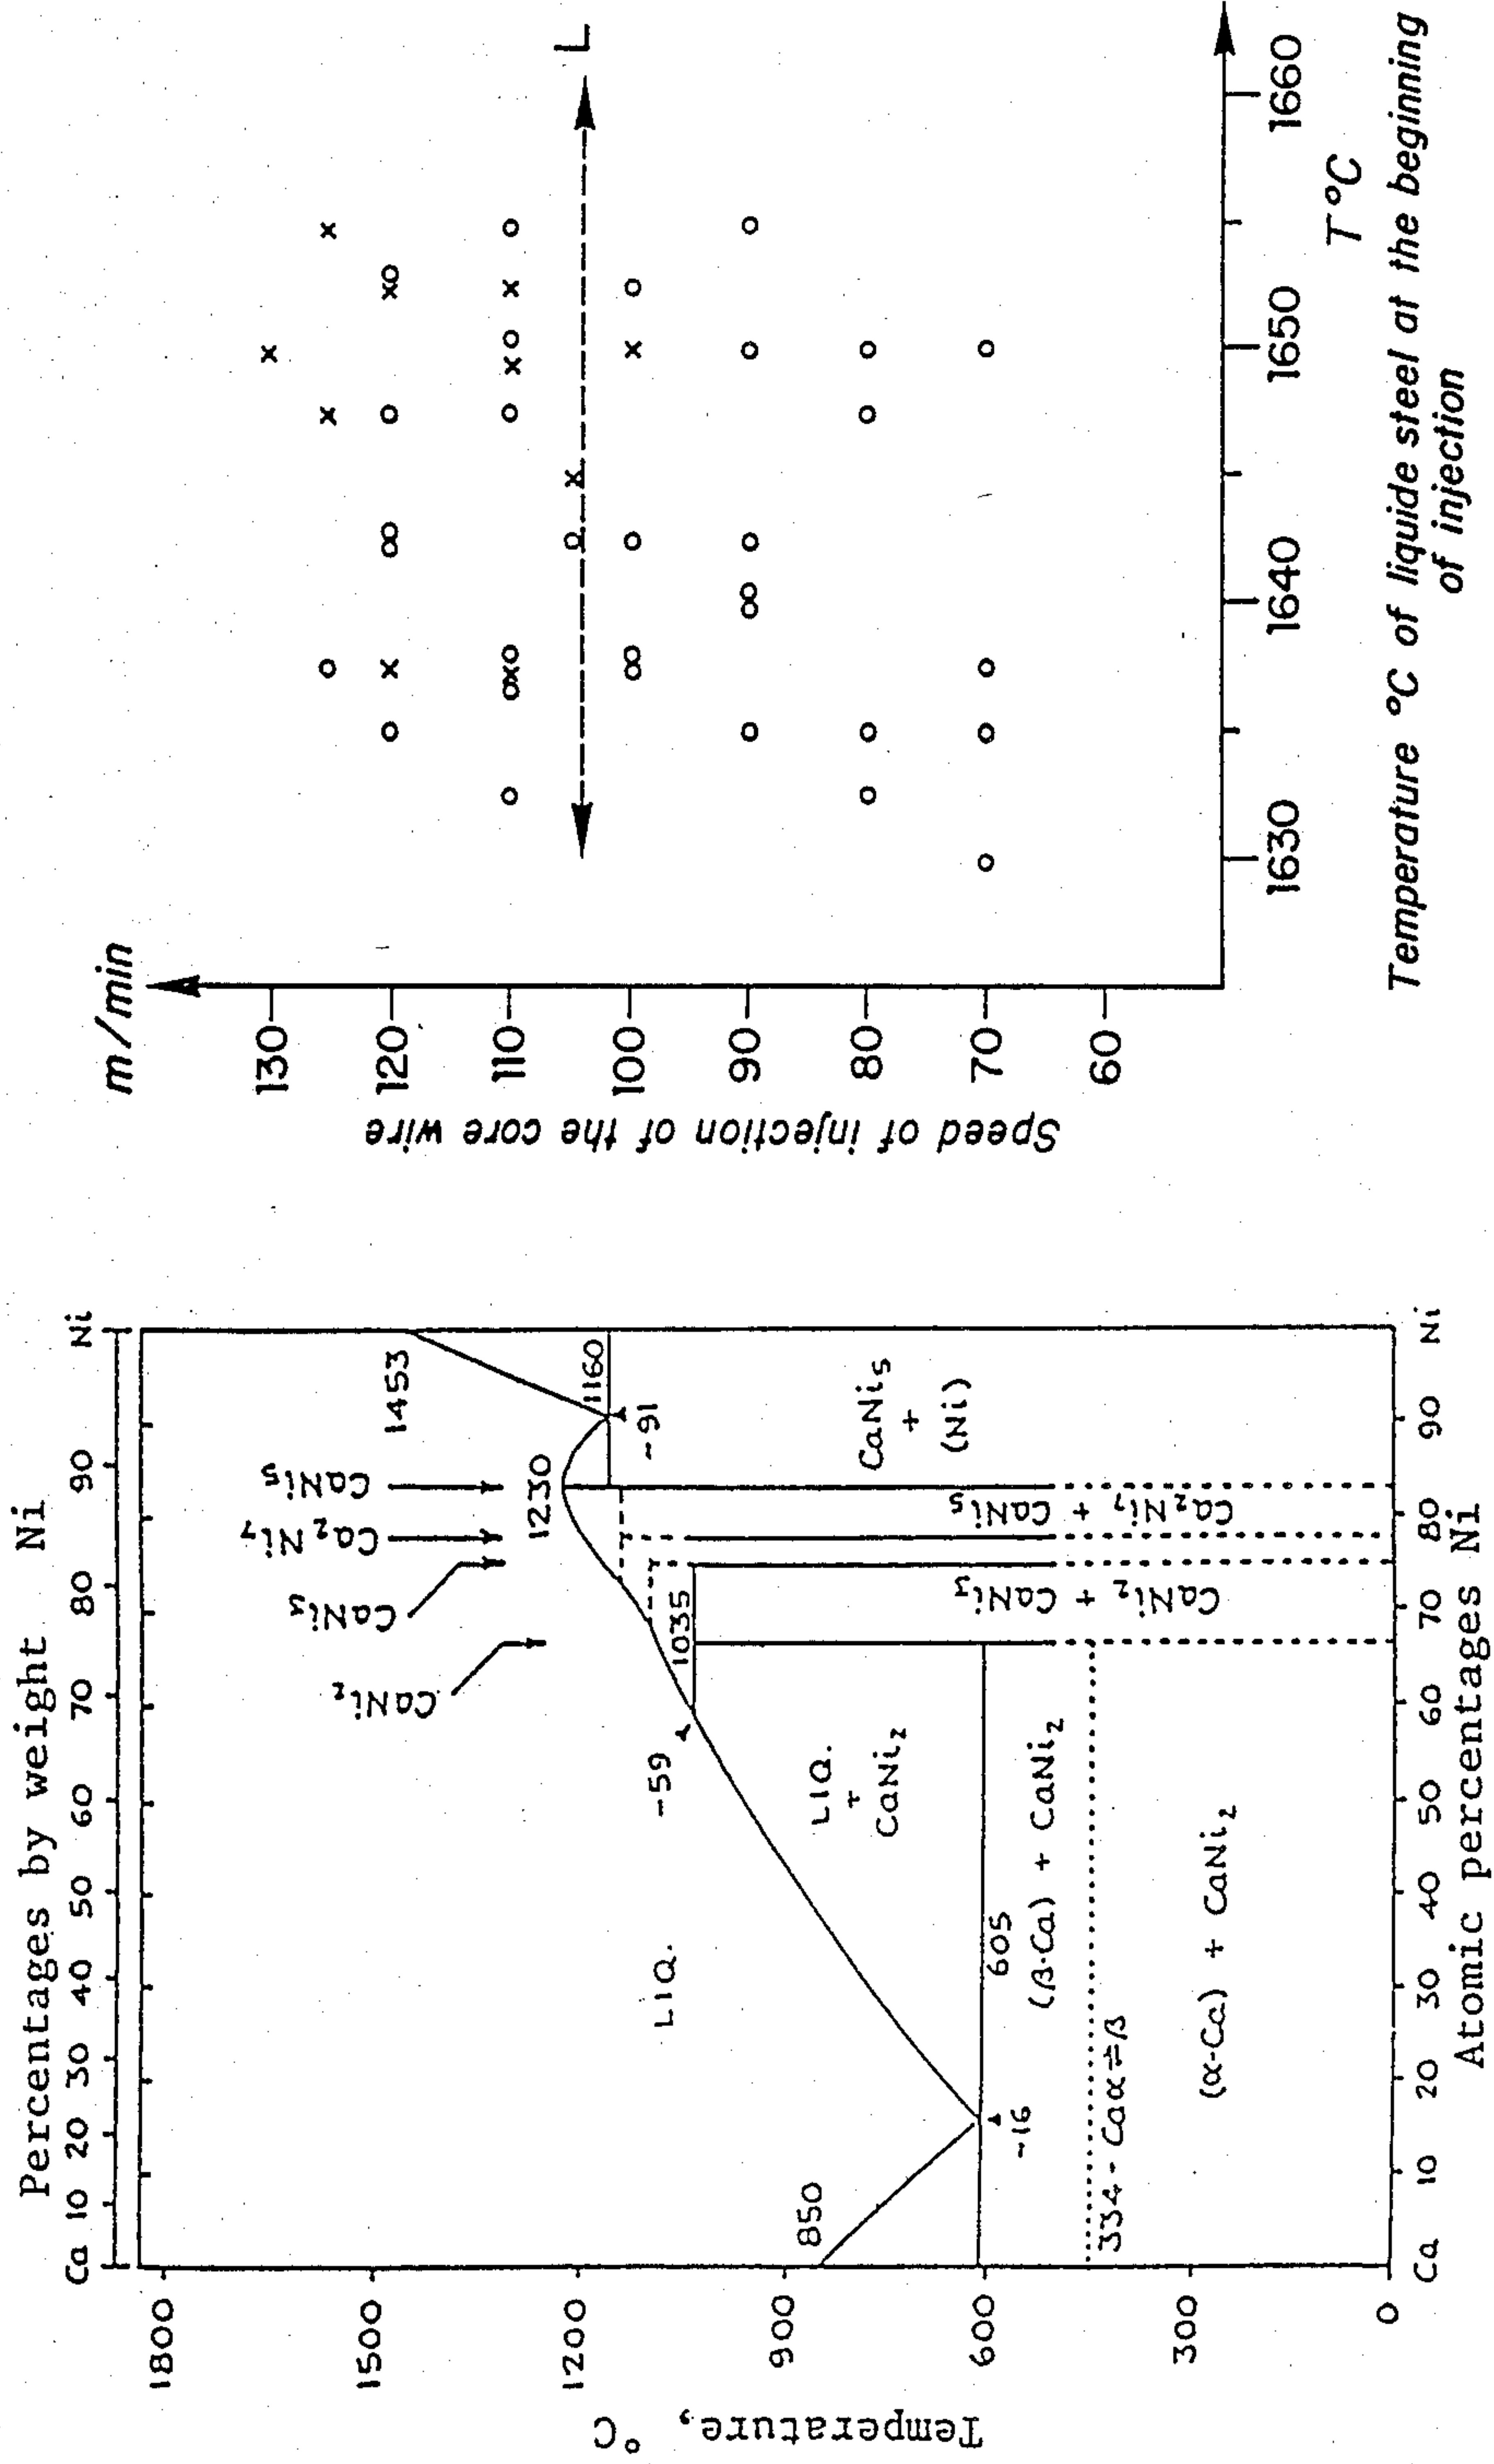 Percentages by weight Ni
Ca 10 20 30 40 50 60 70 80 90 Ni
Temperature, °C
1800
1500
1200
900
600
300
0
CaNi₂
CaNi₃
Ca₂Ni₇
CaNi₅
1453
1230
1160
-91
1035
-59
850
LIQ.
LIQ.
+
CaNi₂
605
-16
(β-Ca) + CaNi₂
334 - Ca α⇌β
(α-Ca) + CaNi₂
CaNi₂ + CaNi₃
Ca₂Ni₇ + CaNi₅
CaNi₅
+
(Ni)
Ca 10 20 30 40 50 60 70 80 90 Ni
Atomic percentages Ni
m/min
Speed of injection of the core wire
130
120
110
100
90
80
70
60
L
1630 1640 1650 1660
T°C
Temperature °C of liquide steel at the beginning
of injection